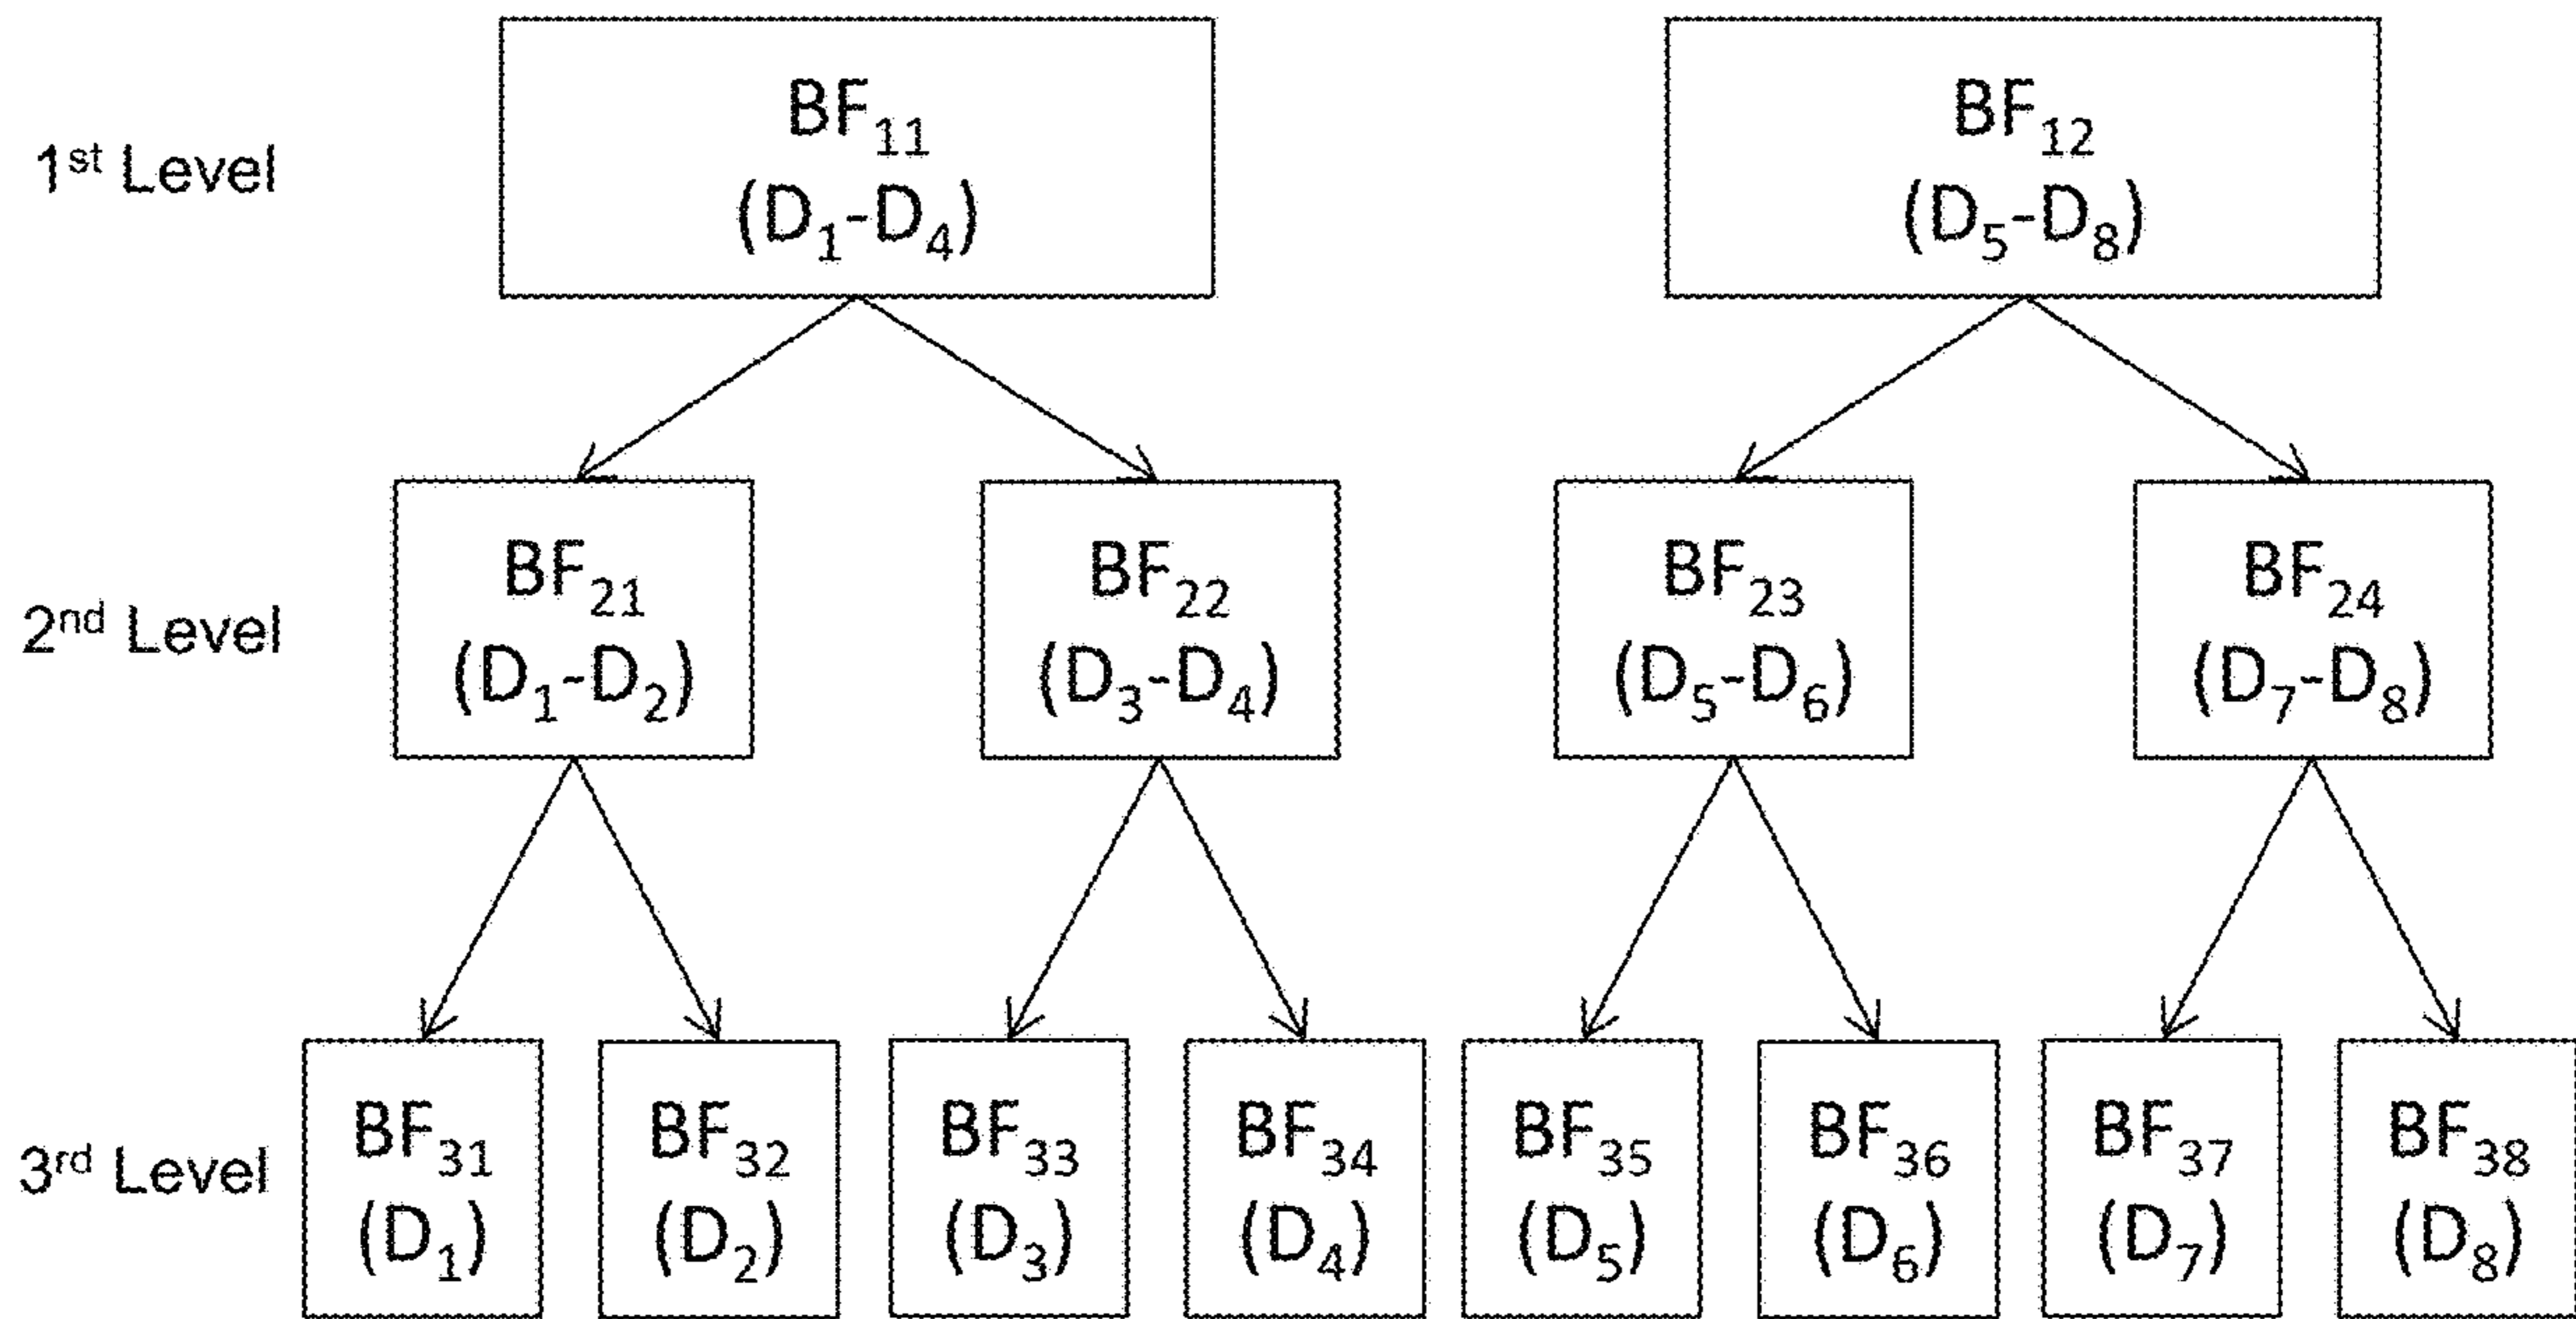 1st Level
BF11
(D1-D4)
BF12
(D5-D8)
2nd Level
BF21
(D1-D2)
BF22
(D3-D4)
BF23
(D5-D6)
BF24
(D7-D8)
3rd Level
BF31
(D1)
BF32
(D2)
BF33
(D3)
BF34
(D4)
BF35
(D5)
BF36
(D6)
BF37
(D7)
BF38
(D8)